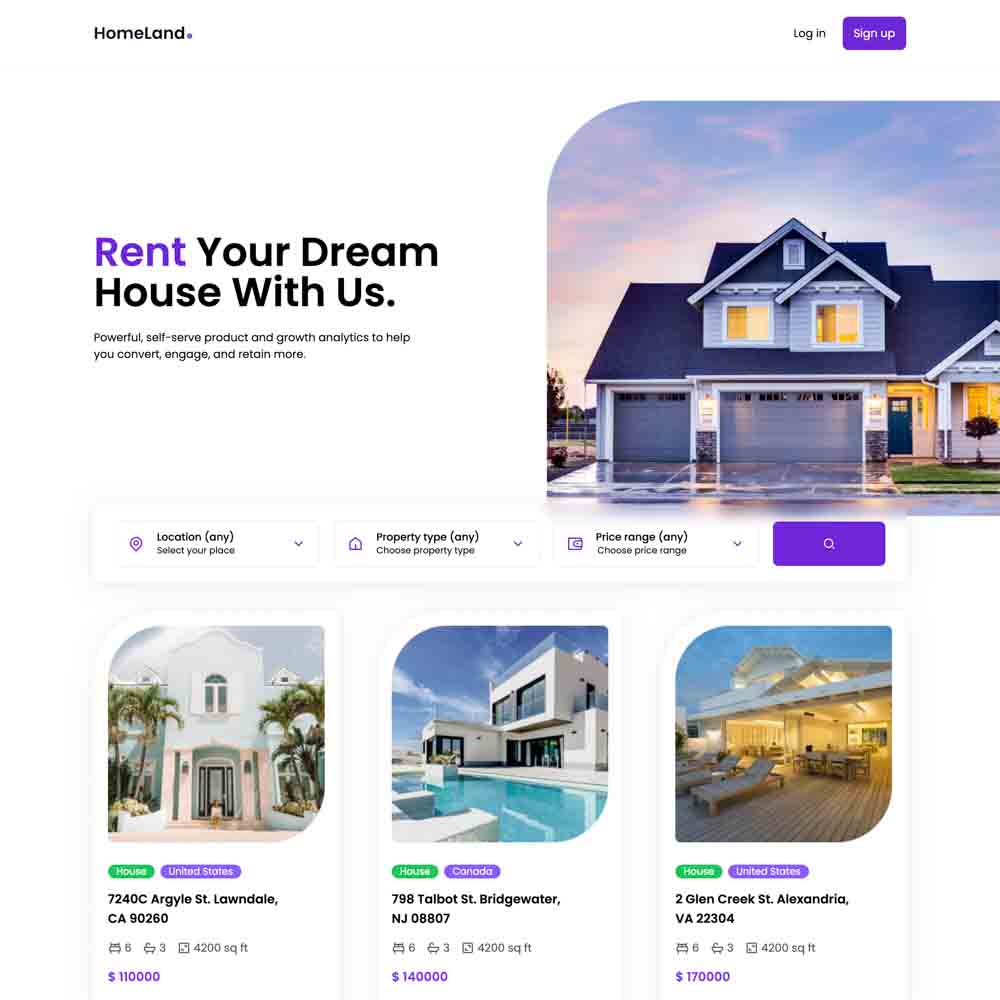 HomeLand.
Log in
Sign up
Rent Your Dream
House With Us.
Powerful, self-serve product and growth analytics to help
you convert, engage, and retain more.
Location (any)
Select your place
Property type (any)
Choose property type
Price range (any)
Choose price range
House United States
7240C Argyle St. Lawndale,
CA 90260
6 3 4200 sq ft
$ 110000
House Canada
798 Talbot St. Bridgewater,
NJ 08807
6 3 4200 sq ft
$ 140000
House United States
2 Glen Creek St. Alexandria,
VA 22304
6 3 4200 sq ft
$ 170000